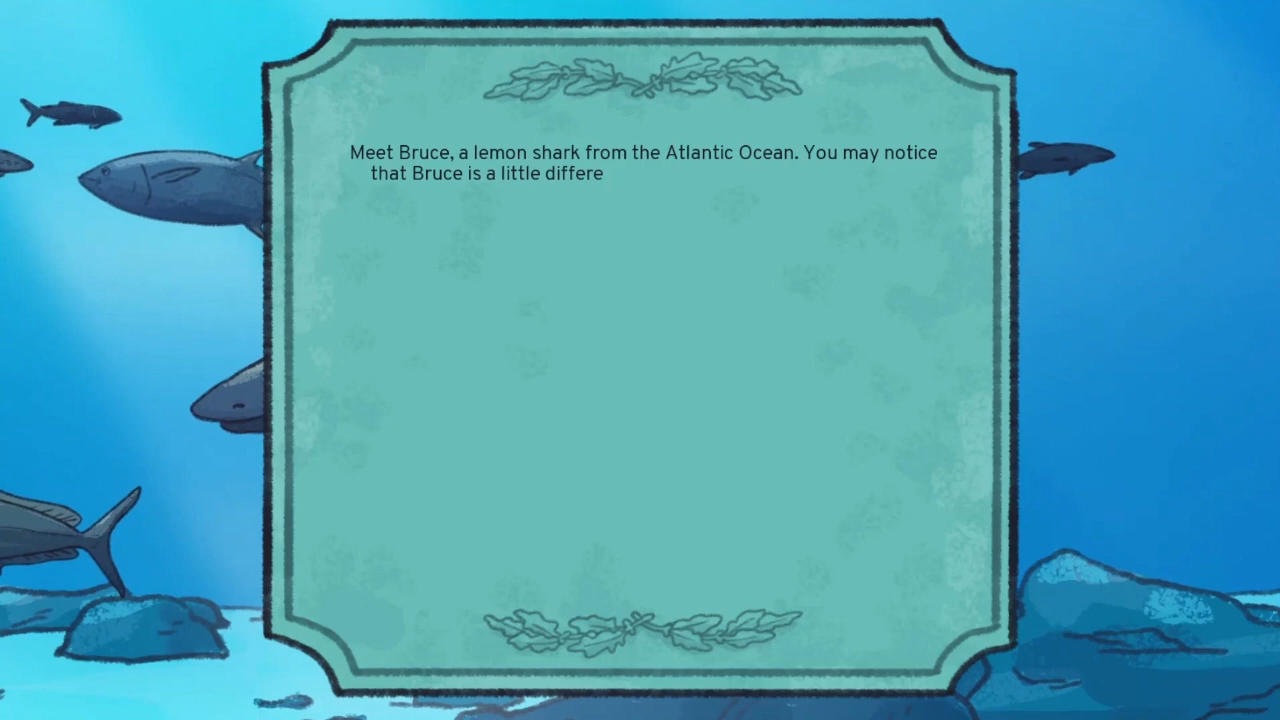 Meet Bruce, a lemon shark from the Atlantic Ocean. You may notice
that Bruce is a little differe